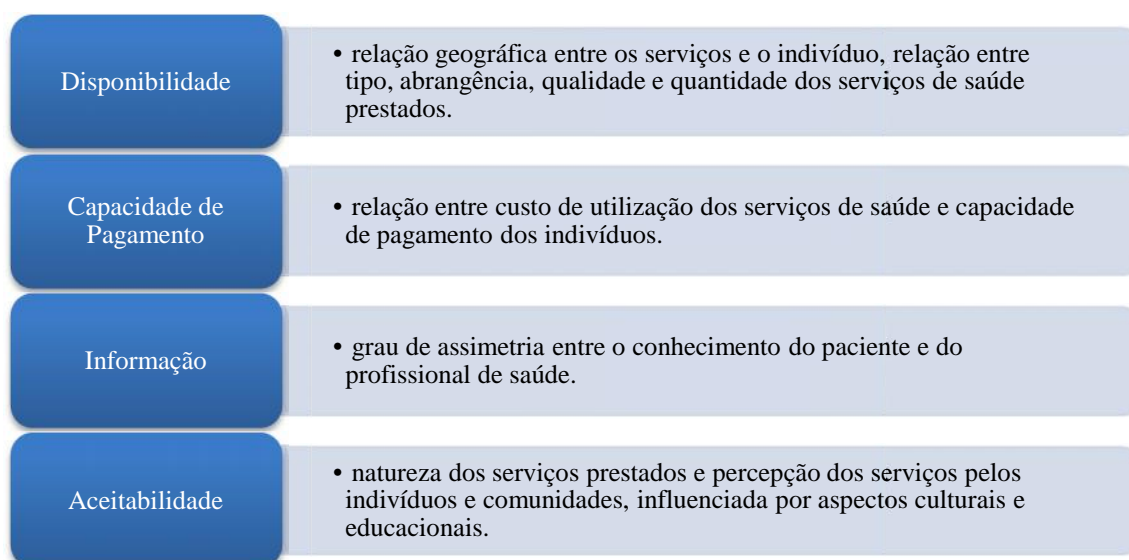 Disponibilidade
• relação geográfica entre os serviços e o indivíduo, relação entre
tipo, abrangência, qualidade e quantidade dos serviços de saúde
prestados.
Capacidade de
Pagamento
• relação entre custo de utilização dos serviços de saúde e capacidade
de pagamento dos indivíduos.
Informação
• grau de assimetria entre o conhecimento do paciente e do
profissional de saúde.
Aceitabilidade
• natureza dos serviços prestados e percepção dos serviços pelos
indivíduos e comunidades, influenciada por aspectos culturais e
educacionais.